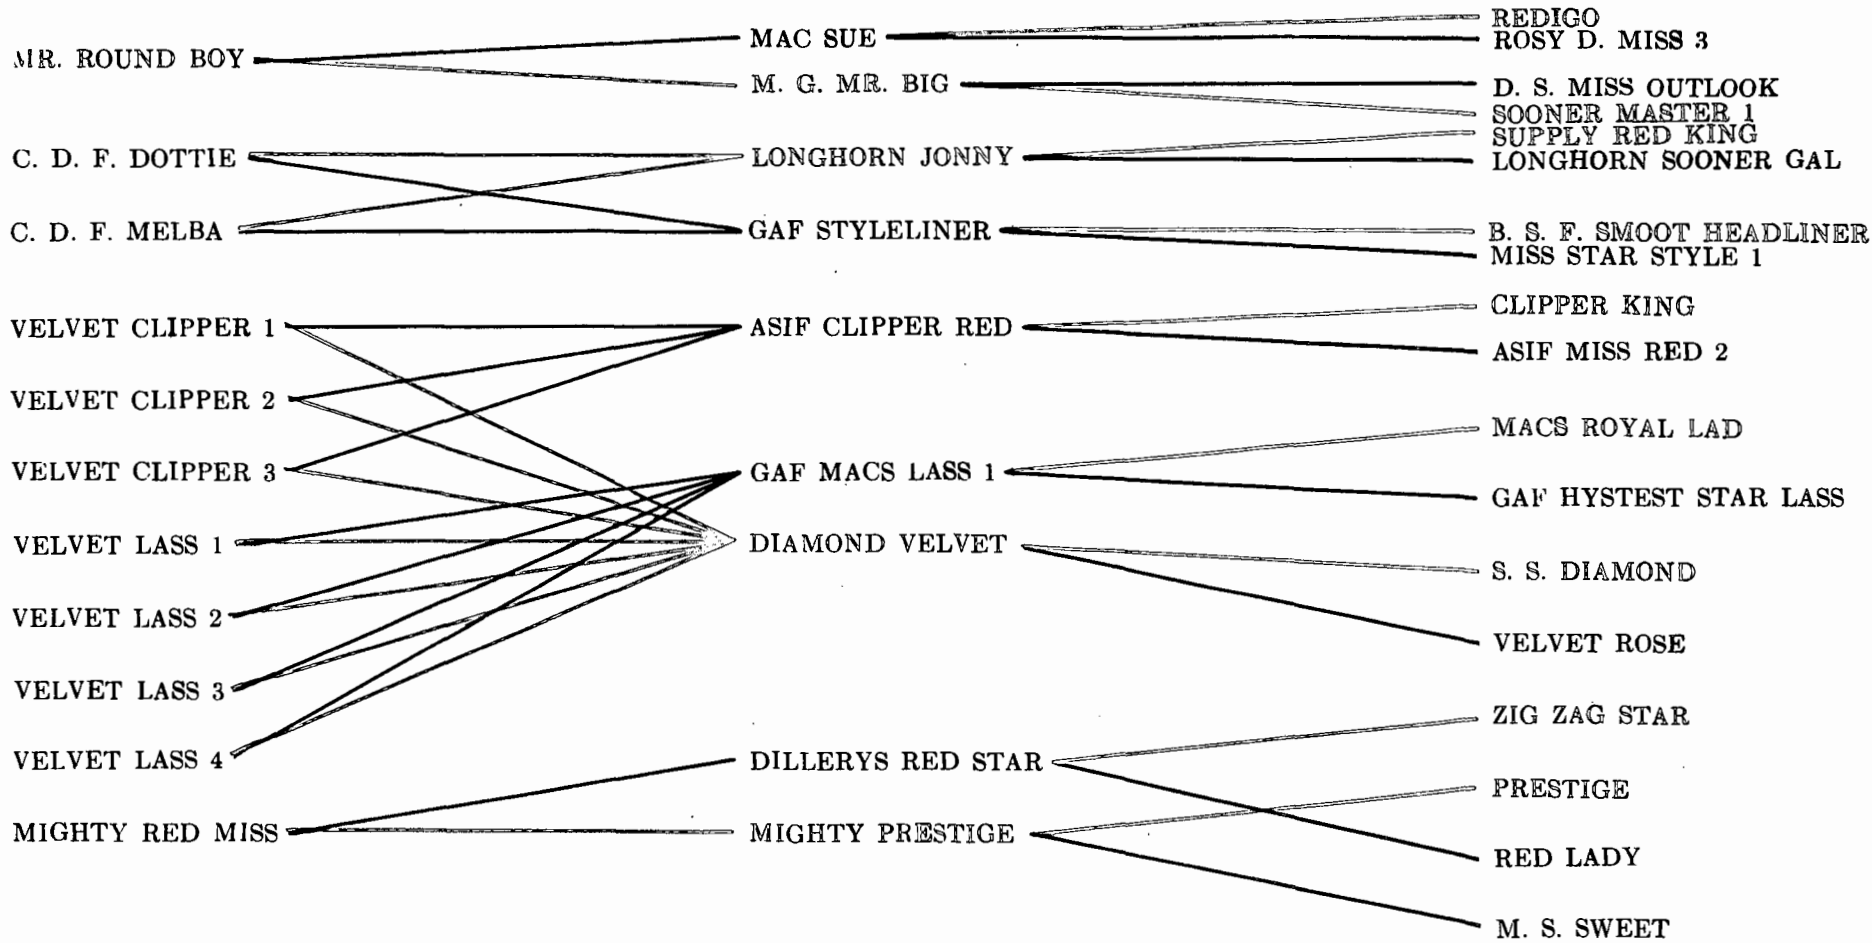 MR. ROUND BOY
C. D. F. DOTTIE
C. D. F. MELBA
VELVET CLIPPER 1
VELVET CLIPPER 2
VELVET CLIPPER 3
VELVET LASS 1
VELVET LASS 2
VELVET LASS 3
VELVET LASS 4
MIGHTY RED MISS
MAC SUE
M. G. MR. BIG
LONGHORN JONNY
GAF STYLELINER
ASIF CLIPPER RED
GAF MACS LASS 1
DIAMOND VELVET
DILLERYS RED STAR
MIGHTY PRESTIGE
REDIGO
ROSY D. MISS 3
D. S. MISS OUTLOOK
SOONER MASTER 1
SUPPLY RED KING
LONGHORN SOONER GAL
B. S. F. SMOOT HEADLINER
MISS STAR STYLE 1
CLIPPER KING
ASIF MISS RED 2
MACS ROYAL LAD
GAF HYSTEST STAR LASS
S. S. DIAMOND
VELVET ROSE
ZIG ZAG STAR
PRESTIGE
RED LADY
M. S. SWEET